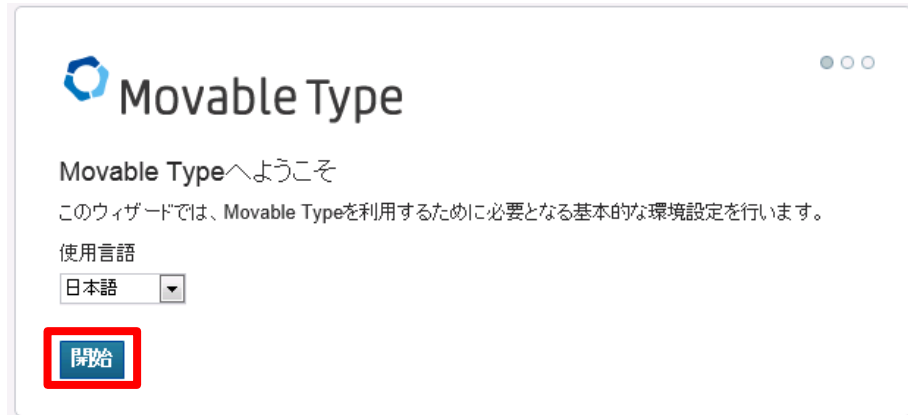 Movable Type
Movable Typeへようこそ
このウィザードでは、Movable Typeを利用するために必要となる基本的な環境設定を行います。
使用言語
日本語
開始